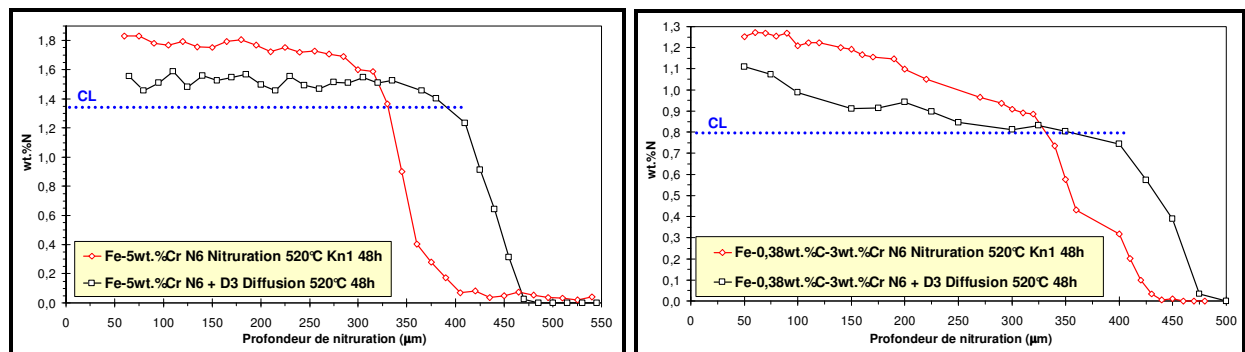 1,8
1,6
1,4
1,2
1,0
0,8
0,6
0,4
0,2
0,0
wt.%N
CL
Fe-5wt.%Cr N6 Nitruration 520°C Kn1 48h
Fe-5wt.%Cr N6 + D3 Diffusion 520°C 48h
0 50 100 150 200 250 300 350 400 450 500 550
Profondeur de nitruration (µm)
1,3
1,2
1,1
1,0
0,9
0,8
0,7
0,6
0,5
0,4
0,3
0,2
0,1
0,0
wt.%N
CL
Fe-0,38wt.%C-3wt.%Cr N6 Nitruration 520°C Kn1 48h
Fe-0,38wt.%C-3wt.%Cr N6 + D3 Diffusion 520°C 48h
0 50 100 150 200 250 300 350 400 450 500
Profondeur de nitruration (µm)